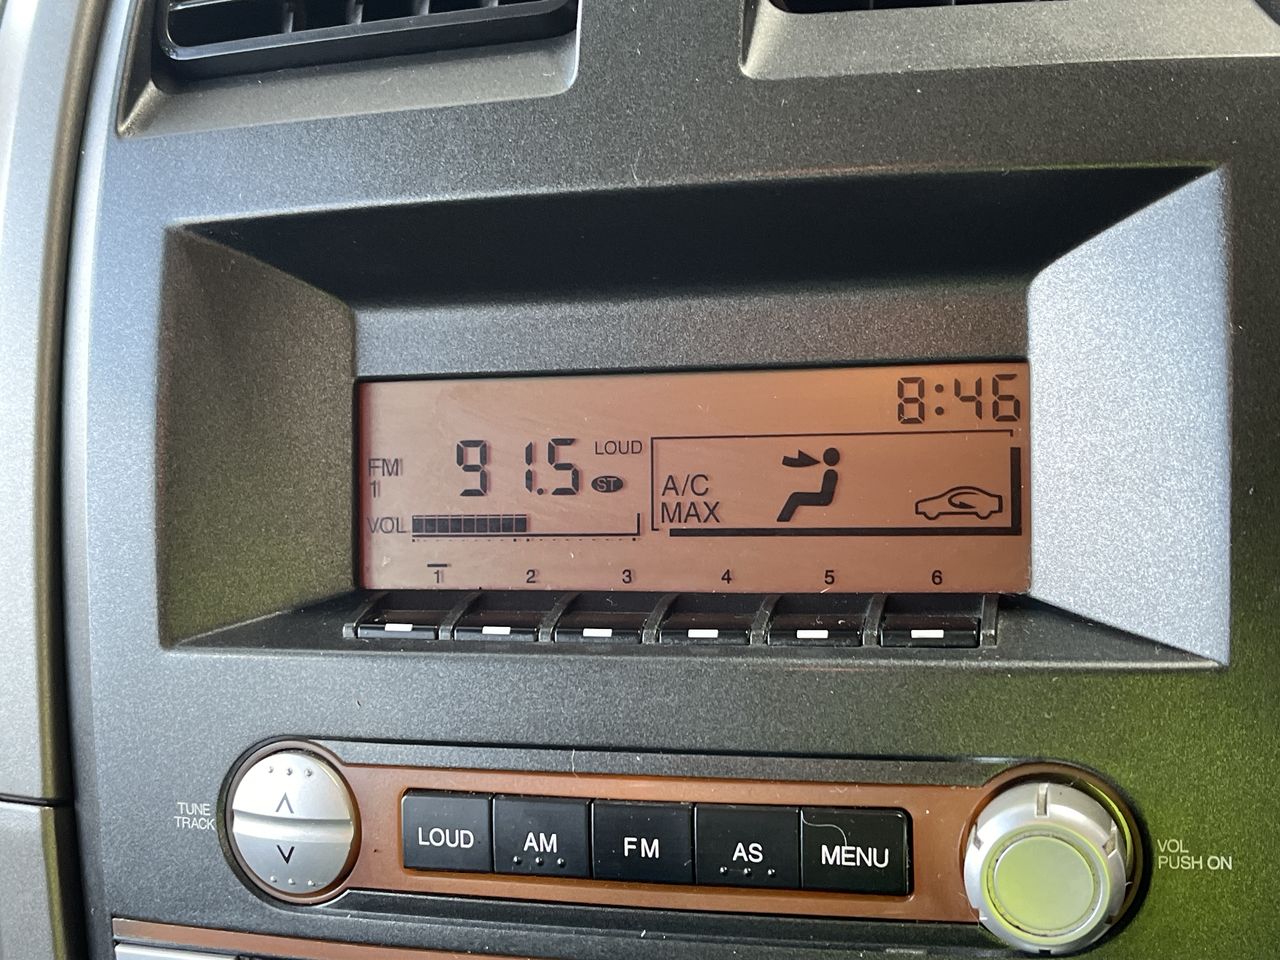 8:46
FM 91.5 LOUD
1 ST
A/C
MAX
VOL
1 2 3 4 5 6
TUNE
TRACK
LOUD AM FM AS MENU
VOL
PUSH ON